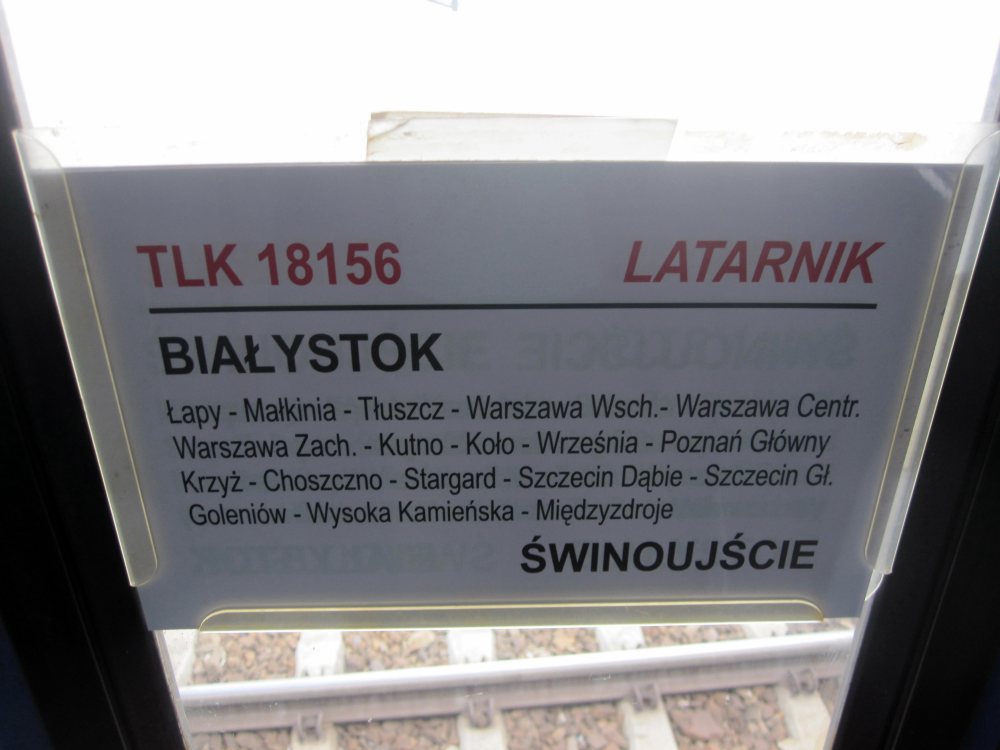 TLK 18156 LATARNIK
BIAŁYSTOK
Łapy - Małkinia - Tłuszcz - Warszawa Wsch.- Warszawa Centr.
Warszawa Zach. - Kutno - Koło - Września - Poznań Główny
Krzyż - Choszczno - Stargard - Szczecin Dąbie - Szczecin Gł.
Goleniów - Wysoka Kamieńska - Międzyzdroje
ŚWINOUJŚCIE